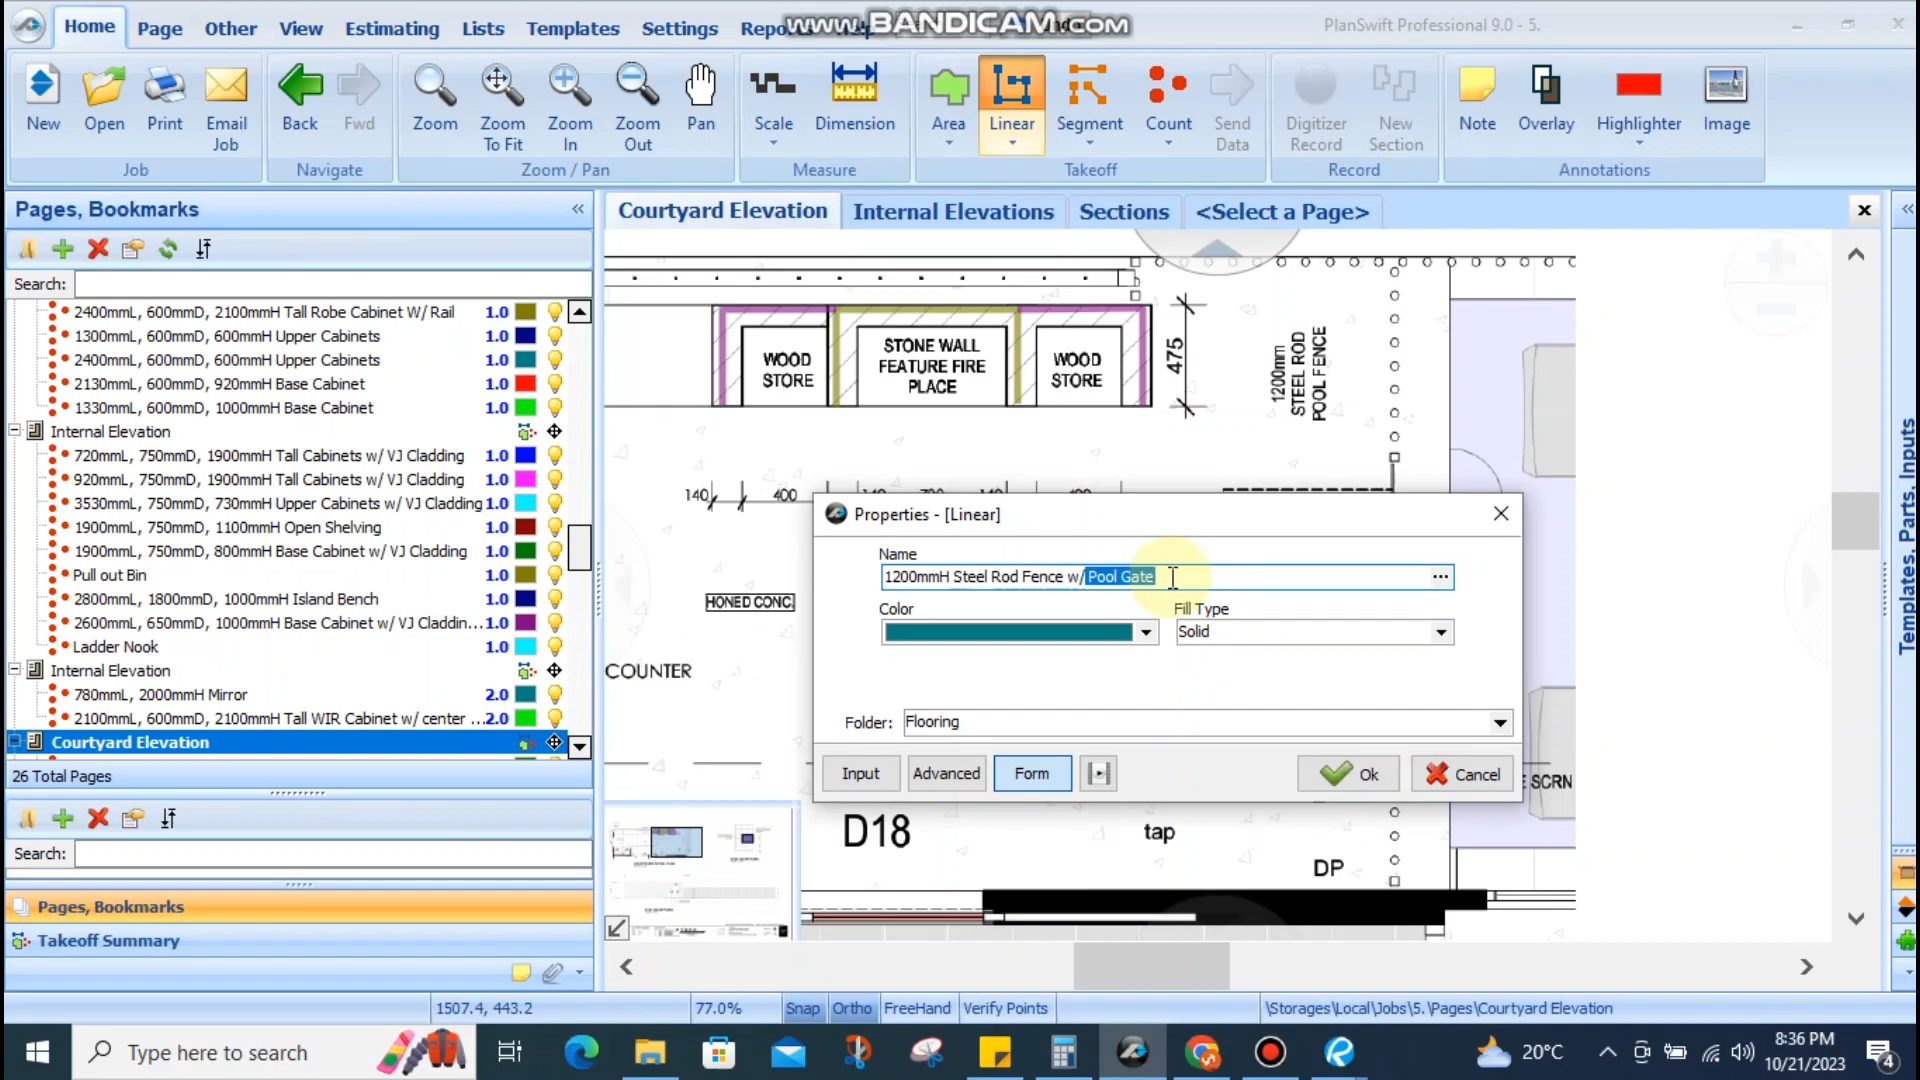 Home Page Other View Estimating Lists Templates Settings
www.BANDICAM.com
PlanSwift Professional 9.0 - 5.
New Open Print Email Job
Back Fwd
Zoom Zoom To Fit Zoom In Zoom Out Pan
Scale Dimension
Area Linear Segment Count Send Data
Digitizer Record New Section
Note Overlay Highlighter Image
Job Navigate Zoom / Pan Measure Takeoff Record Annotations
Pages, Bookmarks
Courtyard Elevation Internal Elevations Sections <Select a Page>
Search:
2400mmL, 600mmD, 2100mmH Tall Robe Cabinet W/ Rail 1.0
1300mmL, 600mmD, 600mmH Upper Cabinets 1.0
2400mmL, 600mmD, 600mmH Upper Cabinets 1.0
2130mmL, 600mmD, 920mmH Base Cabinet 1.0
1330mmL, 600mmD, 1000mmH Base Cabinet 1.0
Internal Elevation
720mmL, 750mmD, 1900mmH Tall Cabinets w/ VJ Cladding 1.0
920mmL, 750mmD, 1900mmH Tall Cabinets w/ VJ Cladding 1.0
3530mmL, 750mmD, 730mmH Upper Cabinets w/ VJ Cladding 1.0
1900mmL, 750mmD, 1100mmH Open Shelving 1.0
1900mmL, 750mmD, 800mmH Base Cabinet w/ VJ Cladding 1.0
Pull out Bin 1.0
2800mmL, 1800mmD, 1000mmH Island Bench 1.0
2600mmL, 650mmD, 1000mmH Base Cabinet w/ VJ Claddin... 1.0
Ladder Nook 1.0
Internal Elevation
780mmL, 2000mmH Mirror 2.0
2100mmL, 600mmD, 2100mmH Tall WIR Cabinet w/ center ... 2.0
Courtyard Elevation
26 Total Pages
Search:
Pages, Bookmarks
Takeoff Summary
WOOD STORE
STONE WALL FEATURE FIRE PLACE
WOOD STORE
475
1200mm STEEL ROD POOL FENCE
140 400
HONED CONC.
COUNTER
Properties - [Linear]
Name
1200mmH Steel Rod Fence w/ Pool Gate
Color Fill Type
Solid
Folder: Flooring
Input Advanced Form Ok Cancel
SCRN
D18 tap
DP
Templates, Parts, Inputs
1507.4, 443.2 77.0% Snap Ortho FreeHand Verify Points \Storages\Local\Jobs\5.\Pages\Courtyard Elevation
Type here to search
20°C
8:36 PM
10/21/2023
4